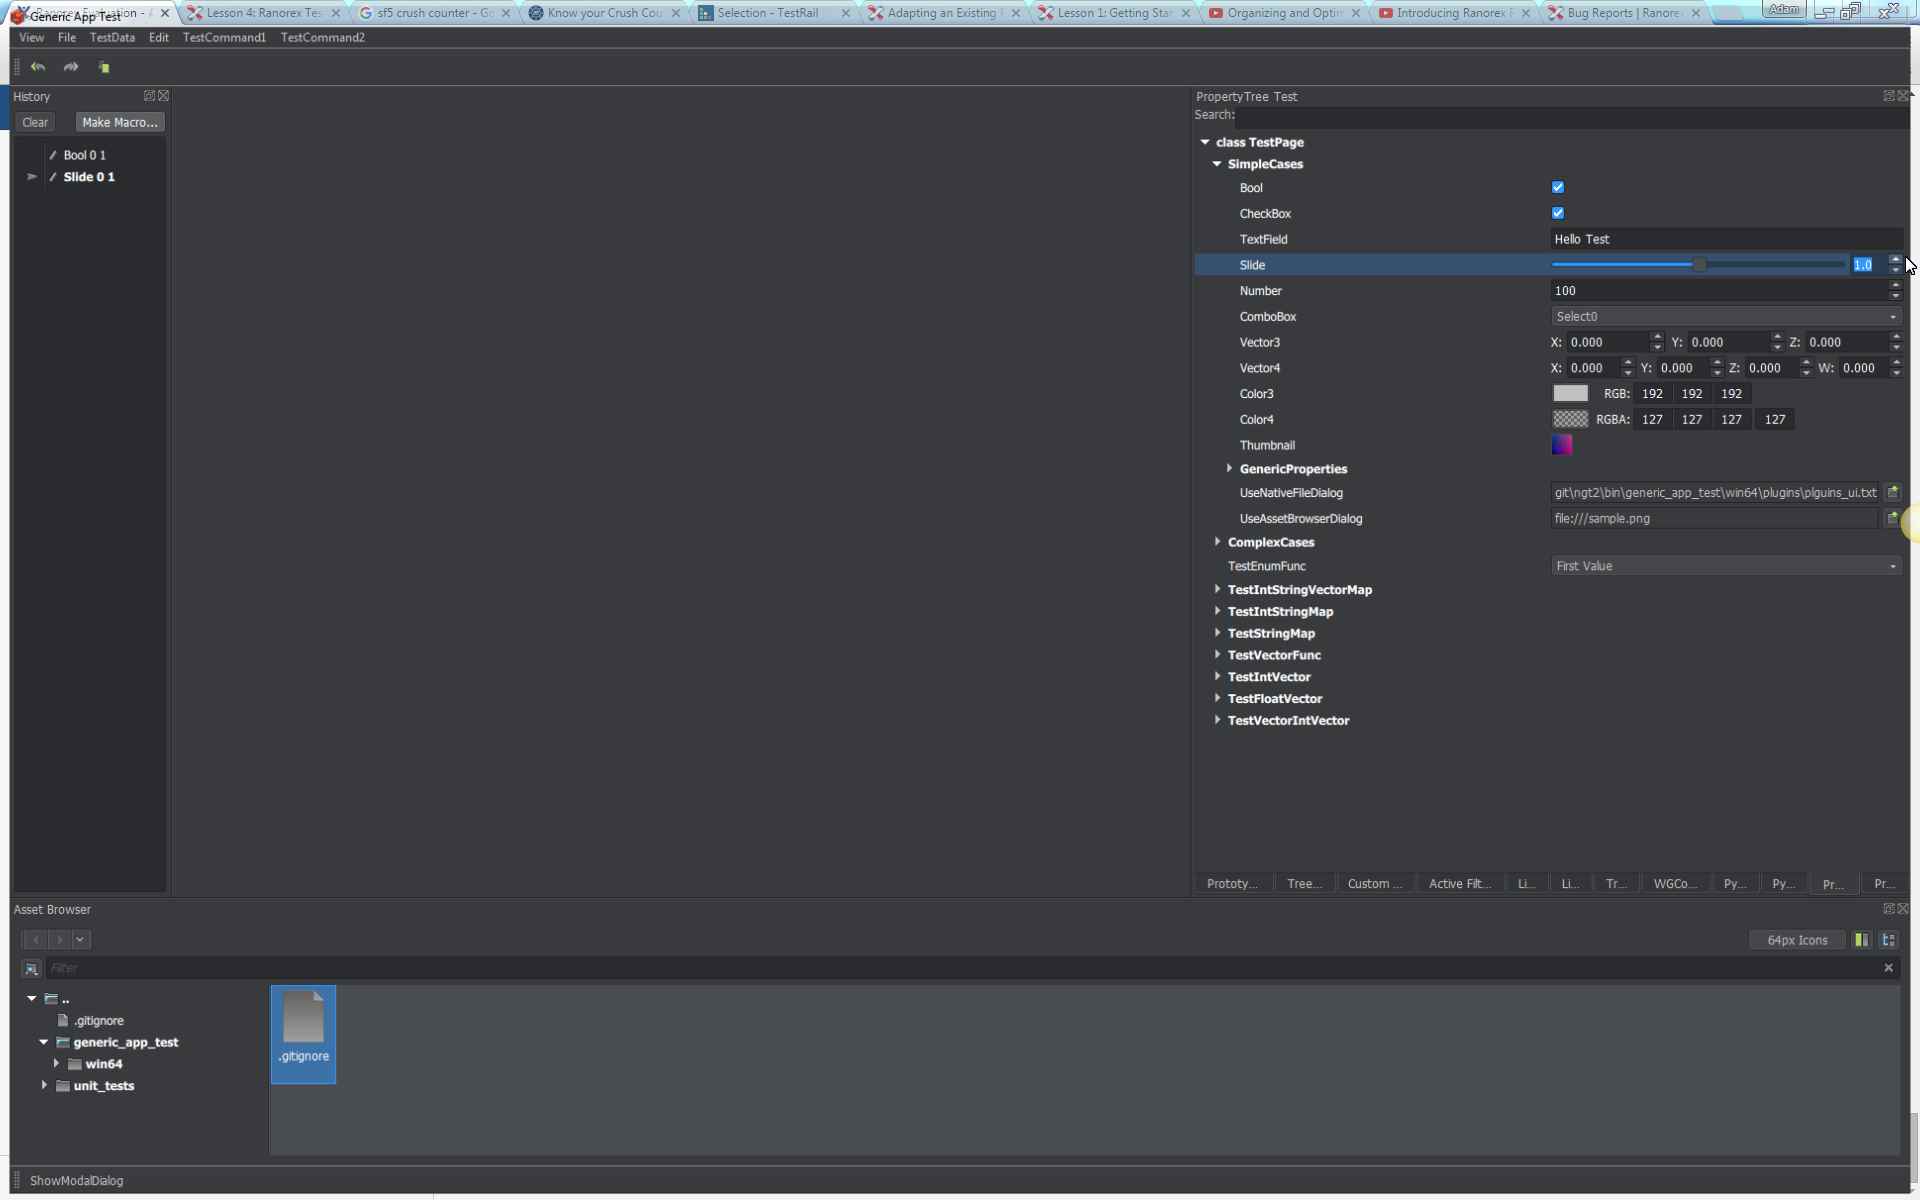 Generic App Test
Lesson 4: Ranorex Tes
sf5 crush counter - Go
Know your Crush Cou
Selection - TestRail
Adapting an Existing
Lesson 1: Getting Star
Organizing and Optim
Introducing Ranorex
Bug Reports | Ranore
Adam
View File TestData Edit TestCommand1 TestCommand2
History
Clear Make Macro...
Bool 0 1
Slide 0 1
PropertyTree Test
Search:
class TestPage
SimpleCases
Bool
CheckBox
TextField Hello Test
Slide 1.0
Number 100
ComboBox Select0
Vector3 X: 0.000 Y: 0.000 Z: 0.000
Vector4 X: 0.000 Y: 0.000 Z: 0.000 W: 0.000
Color3 RGB: 192 192 192
Color4 RGBA: 127 127 127 127
Thumbnail
GenericProperties
UseNativeFileDialog git\ngt2\bin\generic_app_test\win64\plugins\plguins_ui.txt
UseAssetBrowserDialog file:///sample.png
ComplexCases
TestEnumFunc First Value
TestIntStringVectorMap
TestIntStringMap
TestStringMap
TestVectorFunc
TestIntVector
TestFloatVector
TestVectorIntVector
Prototy... Tree... Custom ... Active Filt... Li... Li... Tr... WGCo... Py... Py... Pr... Pr...
Asset Browser
64px Icons
Filter
..
.gitignore
generic_app_test
win64
unit_tests
.gitignore
ShowModalDialog